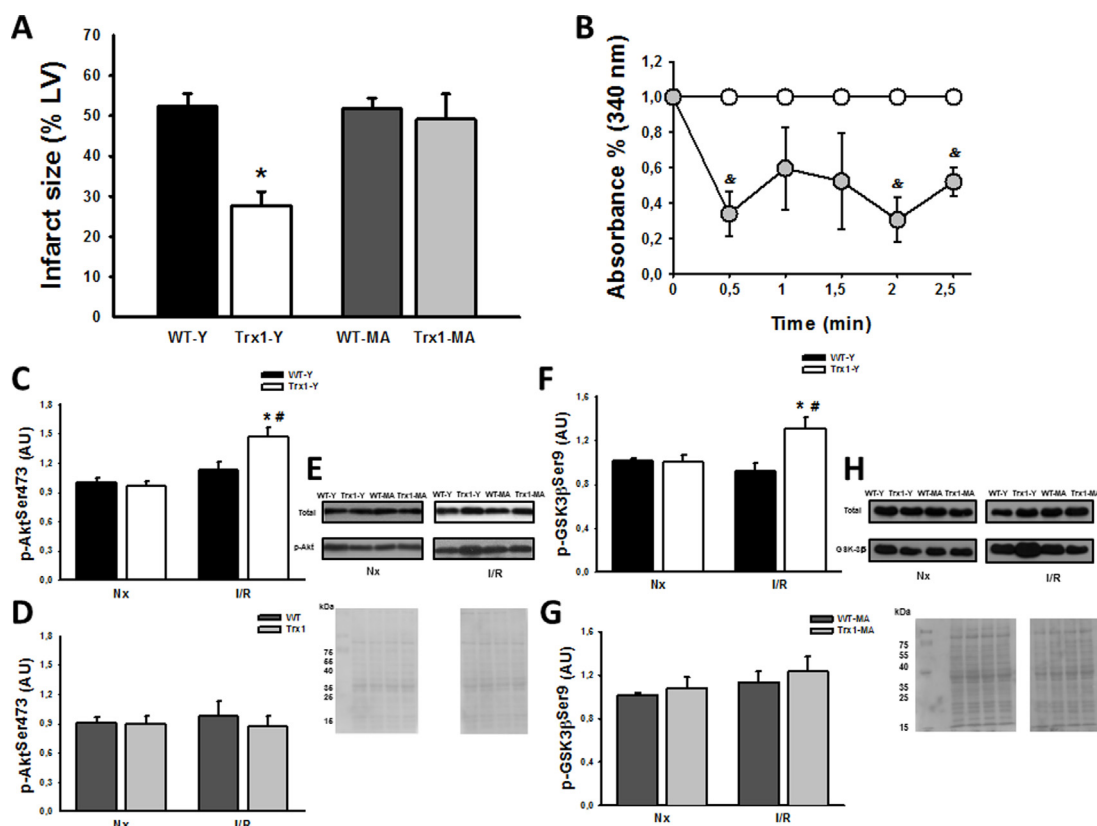 A
Infarct size (% LV)
70
60
50
40
30
20
10
0
*
WT-Y Trx1-Y WT-MA Trx1-MA
B
Absorbance % (340 nm)
1,0
0,8
0,6
0,4
0,2
0,0
& & &
0 0,5 1 1,5 2 2,5
Time (min)
C
WT-Y
Trx1-Y
p-AktSer473 (AU)
1,8
1,5
1,2
0,9
0,6
0,3
0,0
* #
Nx I/R
E
WT-Y Trx1-Y WT-MA Trx1-MA WT-Y Trx1-Y WT-MA Trx1-MA
Total
p-Akt
Nx I/R
F
WT-Y
Trx1-Y
p-GSK3βSer9 (AU)
1,6
1,2
0,8
0,4
0,0
* #
Nx I/R
H
WT-Y Trx1-Y WT-MA Trx1-MA WT-Y Trx1-Y WT-MA Trx1-MA
Total
GSK-3β
Nx I/R
D
WT
Trx1
p-AktSer473 (AU)
1,8
1,5
1,2
0,9
0,6
0,3
0,0
Nx I/R
kDa
75
55
40
35
25
15
G
WT-MA
Trx1-MA
p-GSK3βSer9 (AU)
1,6
1,2
0,8
0,4
0,0
Nx I/R
kDa
75
55
40
35
25
15